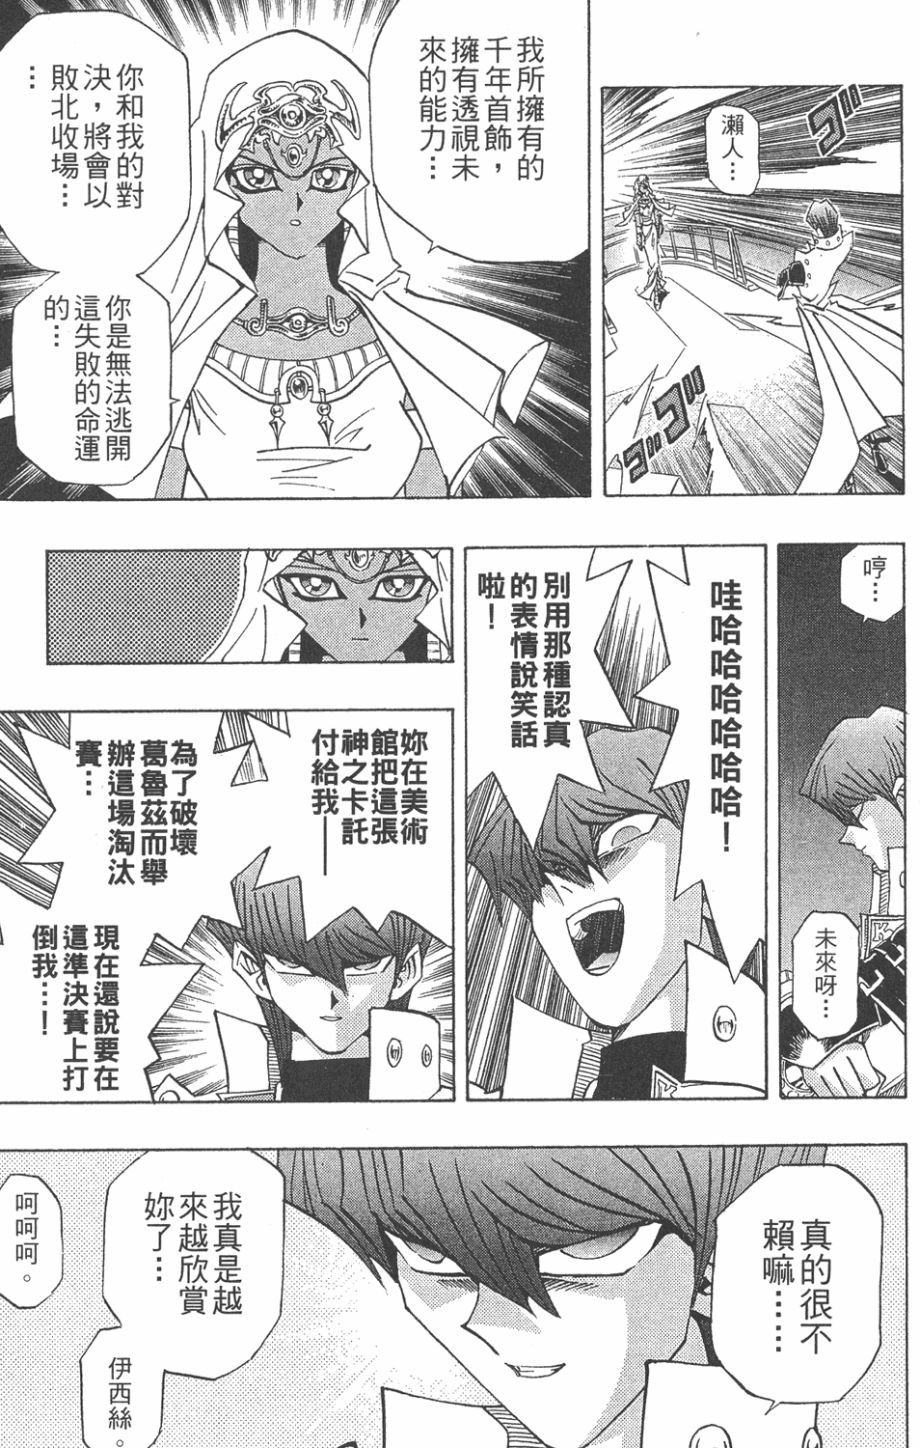 瀨人…
ゴゴ
ゴゴゴ
我所擁有的
千年首飾，
擁有透視未
來的能力…
你和我的對
決，將會以
敗北收場…
…
你是無法逃開
這失敗的命運
的…
哼…
未來呀…
哇哈哈哈哈哈哈！
別用那種認真
的表情說笑話
啦！
妳在美術
館把這張
神之卡託
付給我——
為了破壞
葛魯茲而舉
辦這場淘汰
賽…
現在還說要在
這準決賽上打
倒我…！
K
K
真的很不
賴嘛……
我真是越
來越欣賞
妳了…
伊西絲。
呵呵呵。